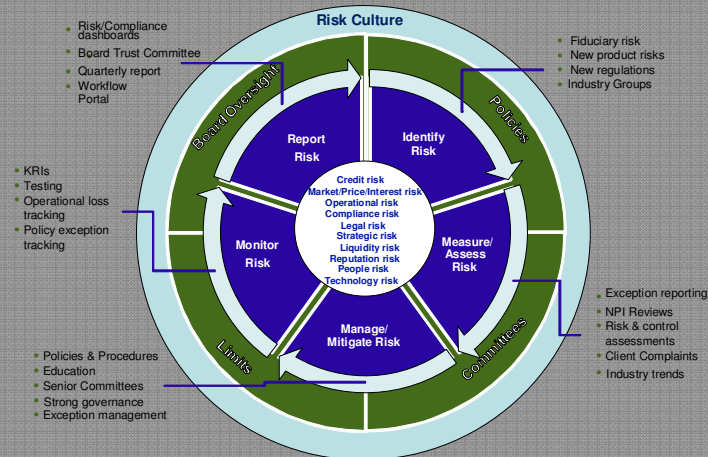 Risk Culture
Risk/Compliance
dashboards
Board Trust Committee
Quarterly report
Workflow
Portal
Fiduciary risk
New product risks
New regulations
Industry Groups
Board Oversight
Policies
Report
Risk
Identify
Risk
KRIs
Testing
Operational loss
tracking
Policy exception
tracking
Credit risk
Market/Price/Interest risk
Operational risk
Compliance risk
Legal risk
Strategic risk
Liquidity risk
Reputation risk
People risk
Technology risk
Monitor
Risk
Measure/
Assess
Risk
Manage/
Mitigate Risk
Limits
Committees
Exception reporting
NPI Reviews
Risk & control
assessments
Client Complaints
Industry trends
Policies & Procedures
Education
Senior Committees
Strong governance
Exception management